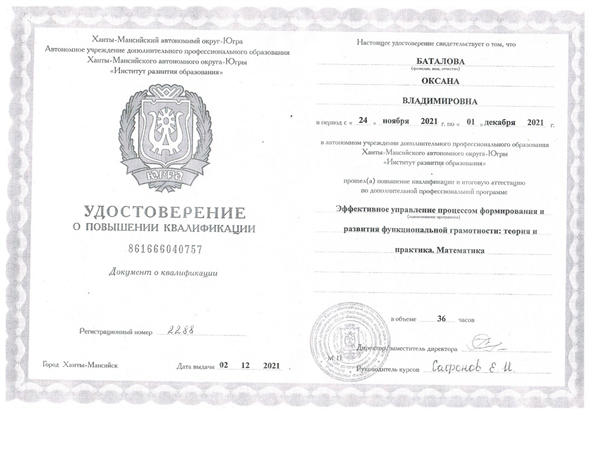 Ханты-Мансийский автономный округ-Югра
Автономное учреждение дополнительного профессионального образования
Ханты-Мансийского автономного округа-Югры
«Институт развития образования»
ЮГРА
УДОСТОВЕРЕНИЕ
О ПОВЫШЕНИИ КВАЛИФИКАЦИИ
861666040757
Документ о квалификации
Регистрационный номер 2288
Город Ханты-Мансийск Дата выдачи 02 12 2021
Настоящее удостоверение свидетельствует о том, что
БАТАЛОВА
(фамилия, имя, отчество)
ОКСАНА
ВЛАДИМИРОВНА
в период с « 24 » ноября 2021 г. по « 01 » декабря 2021 г.
в автономном учреждении дополнительного профессионального образования
Ханты-Мансийского автономного округа-Югры
«Институт развития образования»
прошел(а) повышение квалификации и итоговую аттестацию
по дополнительной профессиональной программе
Эффективное управление процессом формирования и
(наименование программы)
развития функциональной грамотности: теория и
практика. Математика
в объеме 36 часов
Директор/заместитель директора
М П
Руководитель курсов Сафонов Е. И.